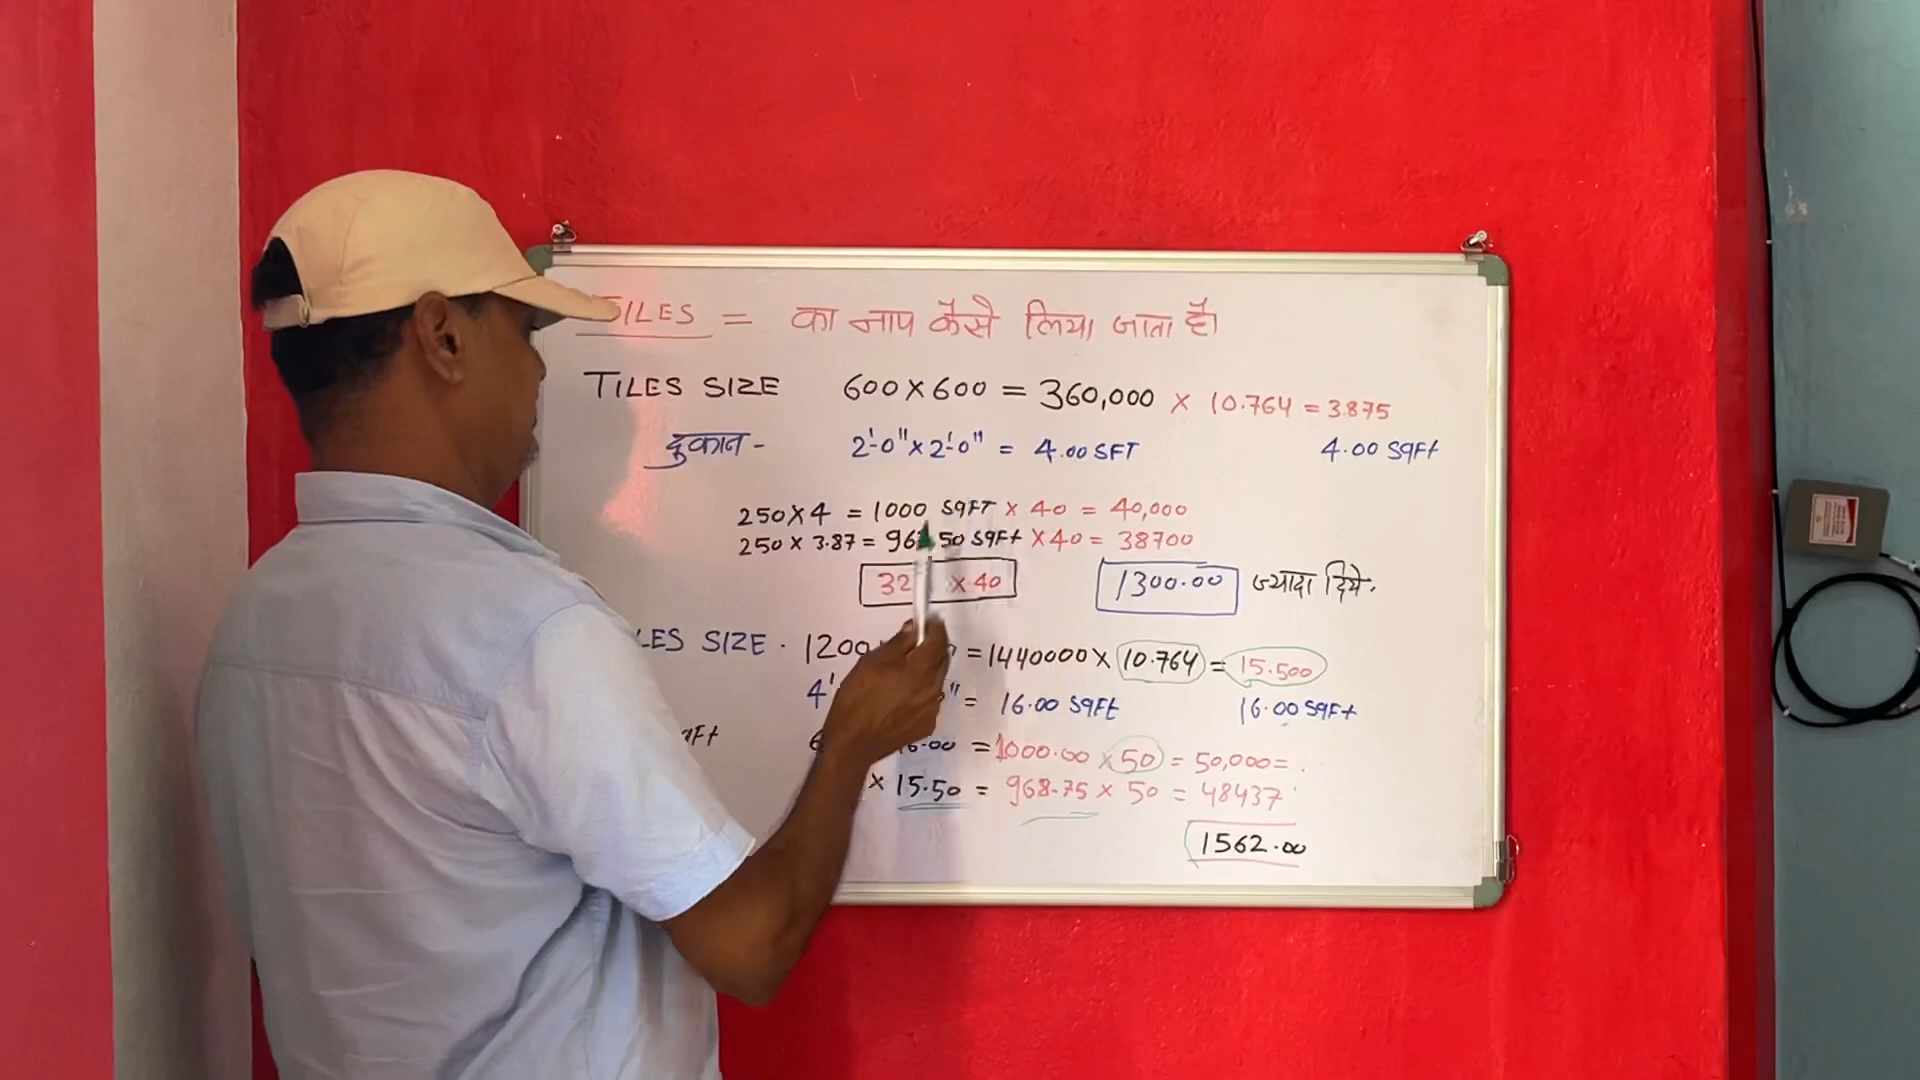 TILES = का नाप कैसे लिया जाता है।
TILES SIZE 600 X 600 = 360,000 X 10.764 = 3.875
दुकान - 2'-0" X 2'-0" = 4.00 SFT 4.00 SqFt
250 X 4 = 1000 SqFT X 40 = 40,000
250 X 3.87 = 96 50 SqFt X 40 = 38700
32 X 40 1300.00 ज्यादा दिये.
LES SIZE . 1200 = 1440000 X 10.764 = 15.500
4' " = 16.00 SqFt 16.00 SqFt
qFt 6.00 = 1000.00 X 50 = 50,000 = .
X 15.50 = 968.75 X 50 = 48437
1562.00